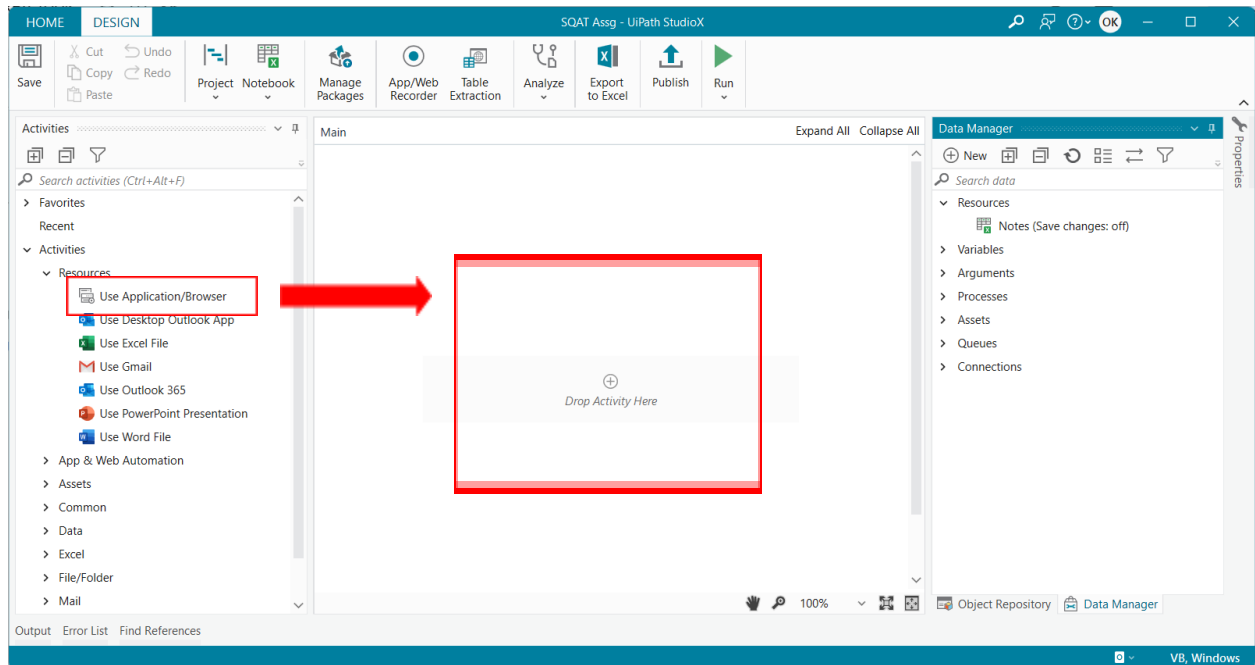 HOME DESIGN SQAT Assg - UiPath StudioX OK
Save Cut Undo
Copy Redo
Paste
Project Notebook Manage Packages App/Web Recorder Table Extraction Analyze Export to Excel Publish Run
Activities
Search activities (Ctrl+Alt+F)
Favorites
Recent
Activities
Resources
Use Application/Browser
Use Desktop Outlook App
Use Excel File
Use Gmail
Use Outlook 365
Use PowerPoint Presentation
Use Word File
App & Web Automation
Assets
Common
Data
Excel
File/Folder
Mail
Main Expand All Collapse All
Drop Activity Here
100%
Data Manager
New
Search data
Resources
Notes (Save changes: off)
Variables
Arguments
Processes
Assets
Queues
Connections
Object Repository Data Manager
Properties
Output Error List Find References
VB, Windows